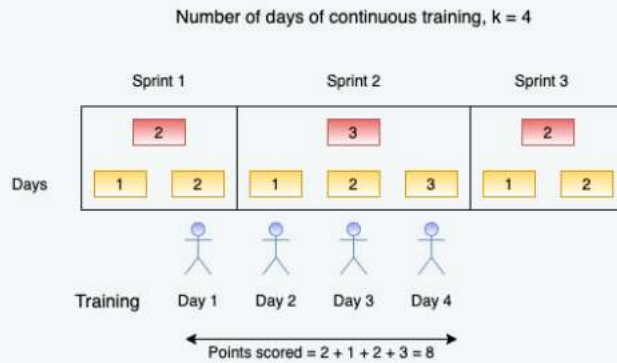 Number of days of continuous training, k = 4
Sprint 1 Sprint 2 Sprint 3
2 3 2
Days 1 2 1 2 3 1 2
Training Day 1 Day 2 Day 3 Day 4
Points scored = 2 + 1 + 2 + 3 = 8